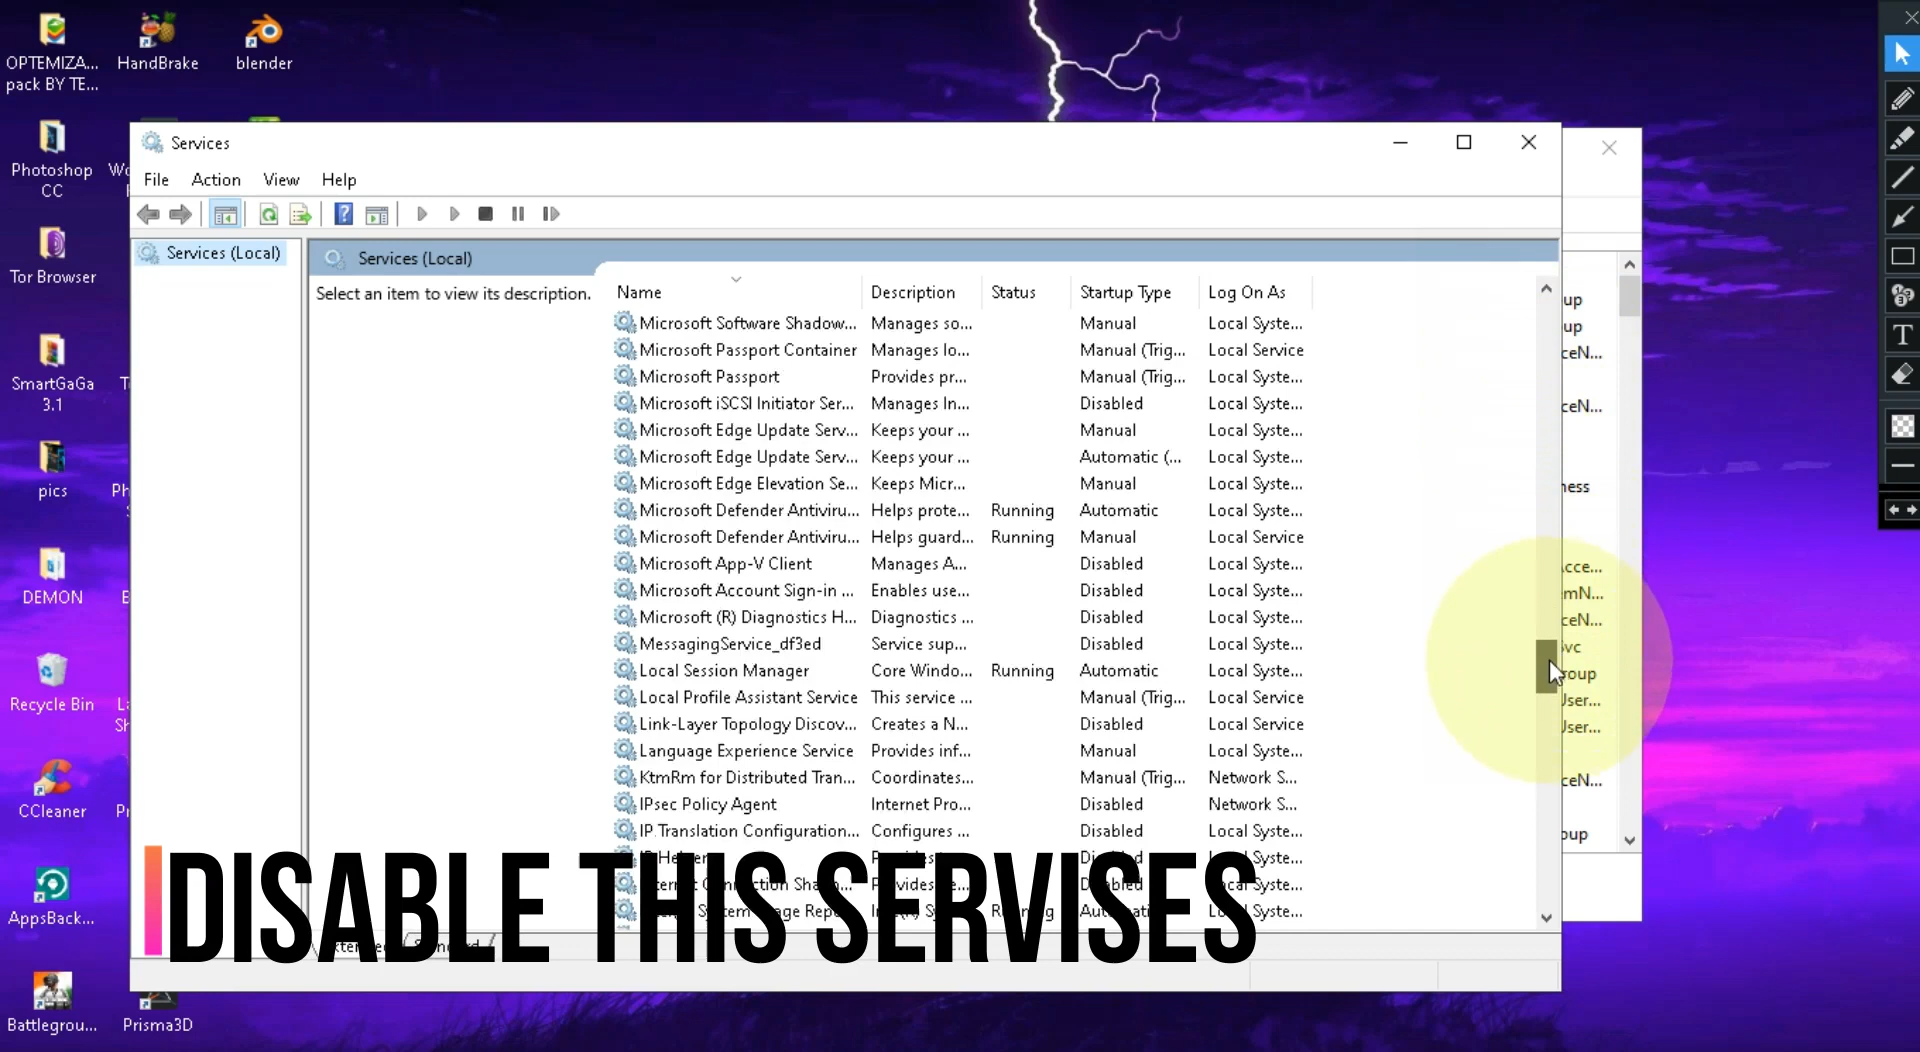 OPTEMIZA...
pack BY TE...
HandBrake
blender
Photoshop
CC
Tor Browser
SmartGaGa
3.1
pics
DEMON
Recycle Bin
CCleaner
AppsBack...
Battlegrou...
Prisma3D
Services
File Action View Help
Services (Local)
Services (Local)
Select an item to view its description.
Name Description Status Startup Type Log On As
Microsoft Software Shadow... Manages so... Manual Local Syste...
Microsoft Passport Container Manages lo... Manual (Trig... Local Service
Microsoft Passport Provides pr... Manual (Trig... Local Syste...
Microsoft iSCSI Initiator Ser... Manages In... Disabled Local Syste...
Microsoft Edge Update Serv... Keeps your ... Manual Local Syste...
Microsoft Edge Update Serv... Keeps your ... Automatic (... Local Syste...
Microsoft Edge Elevation Se... Keeps Micr... Manual Local Syste...
Microsoft Defender Antiviru... Helps prote... Running Automatic Local Syste...
Microsoft Defender Antiviru... Helps guard... Running Manual Local Service
Microsoft App-V Client Manages A... Disabled Local Syste...
Microsoft Account Sign-in ... Enables use... Disabled Local Syste...
Microsoft (R) Diagnostics H... Diagnostics ... Disabled Local Syste...
MessagingService_df3ed Service sup... Disabled Local Syste...
Local Session Manager Core Windo... Running Automatic Local Syste...
Local Profile Assistant Service This service ... Manual (Trig... Local Service
Link-Layer Topology Discov... Creates a N... Disabled Local Service
Language Experience Service Provides inf... Manual Local Syste...
KtmRm for Distributed Tran... Coordinates... Manual (Trig... Network S...
IPsec Policy Agent Internet Pro... Disabled Network S...
IP Translation Configuration... Configures ... Disabled Local Syste...
DISABLE THIS SERVISES